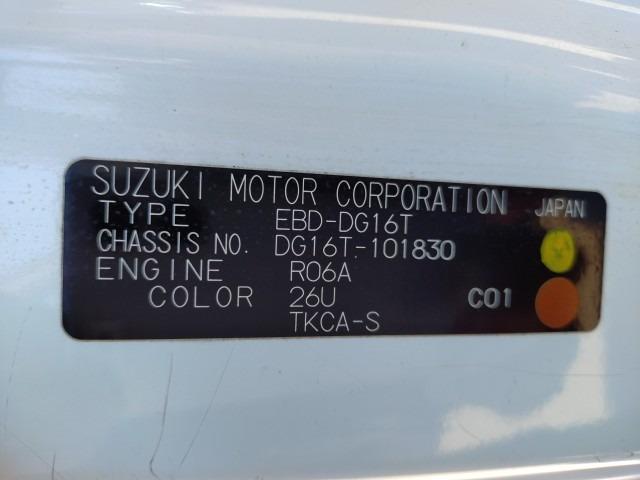 SUZUKI MOTOR CORPORATION JAPAN
TYPE EBD-DG16T
CHASSIS NO. DG16T-101830
ENGINE R06A
COLOR 26U C01
TKCA-S